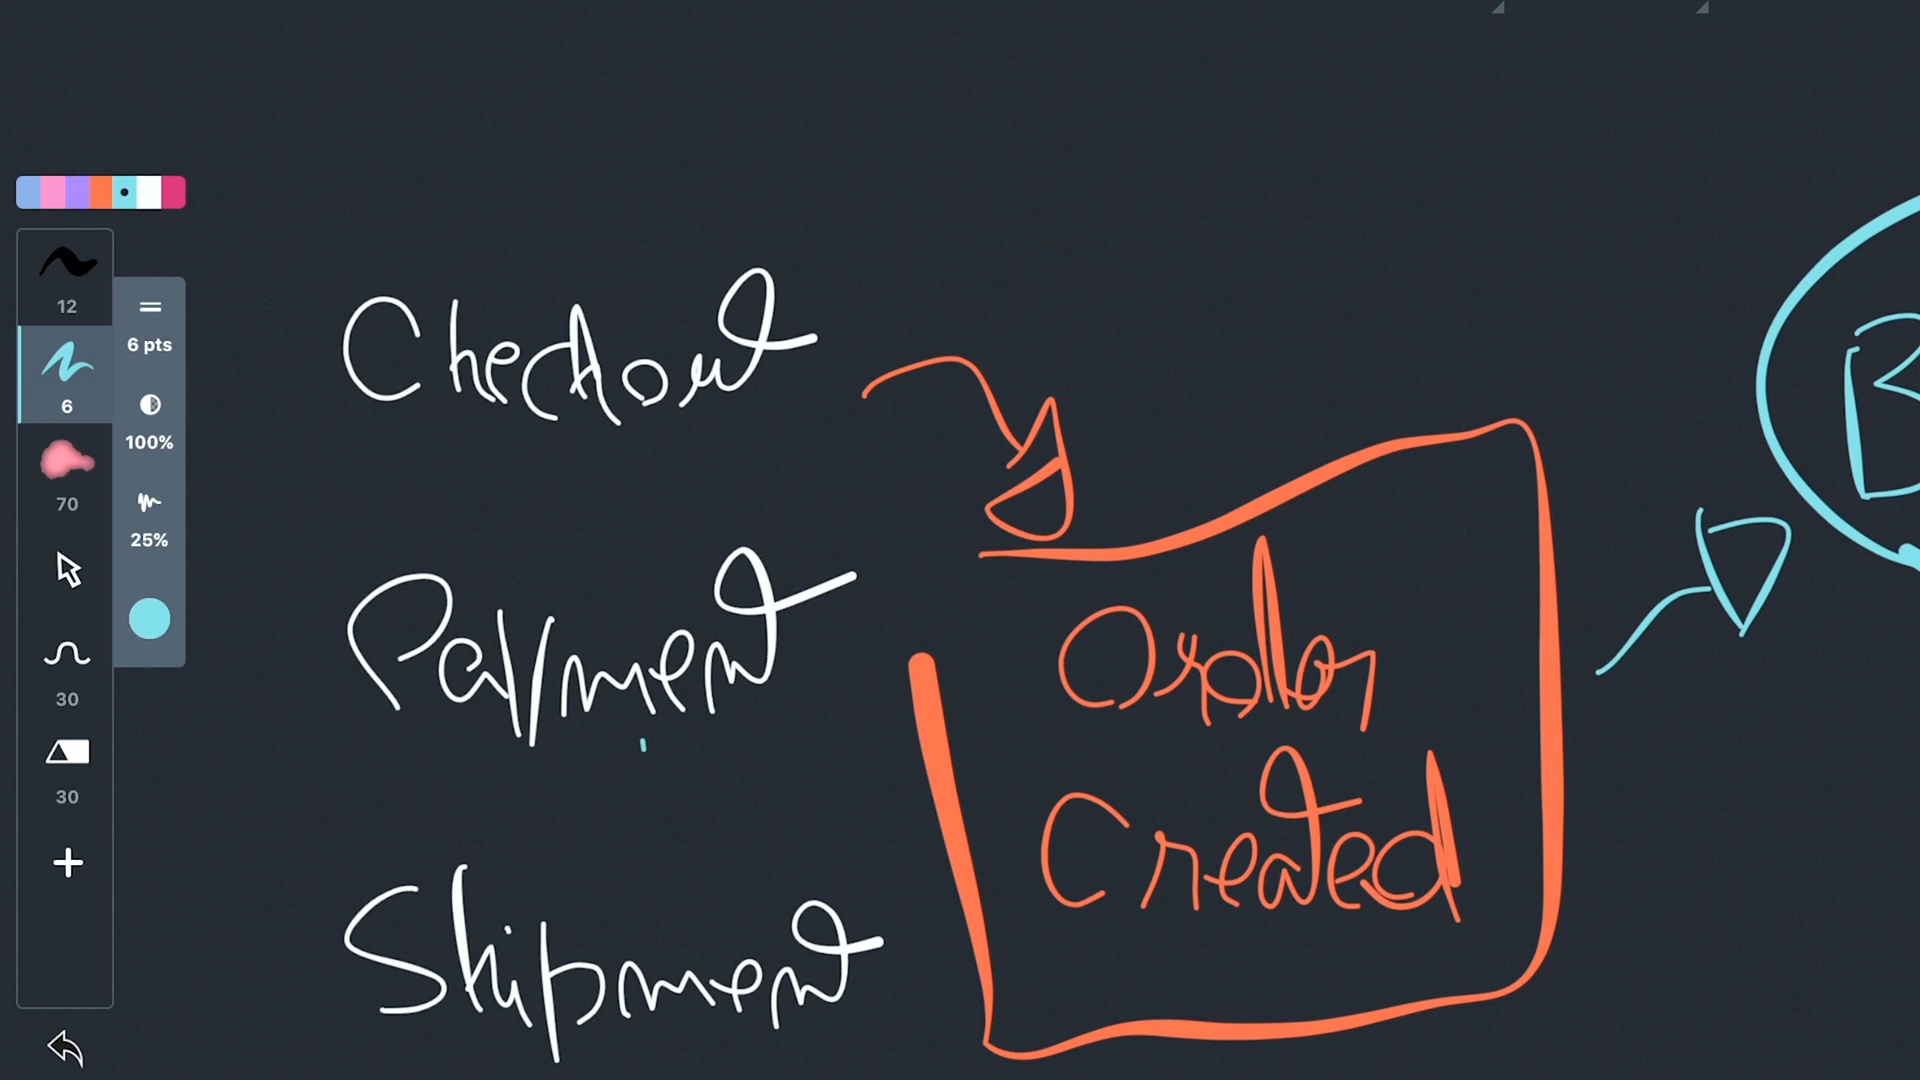 12
6
6 pts
100%
70
25%
30
30
Checkout
Payment
Shipment
Order
Created
B